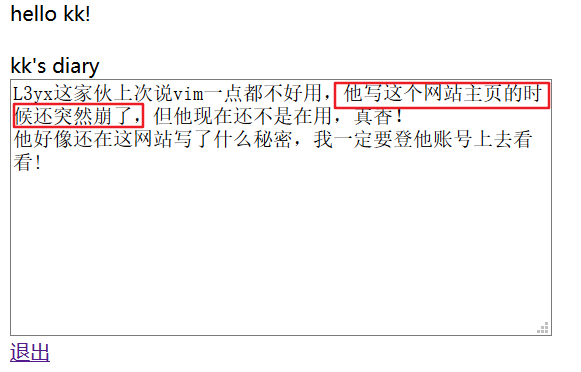 hello kk!
kk's diary
L3yx这家伙上次说vim一点都不好用，他写这个网站主页的时
候还突然崩了，但他现在还不是在用，真香！
他好像还在这网站写了什么秘密，我一定要登他账号上去看
看！
退出